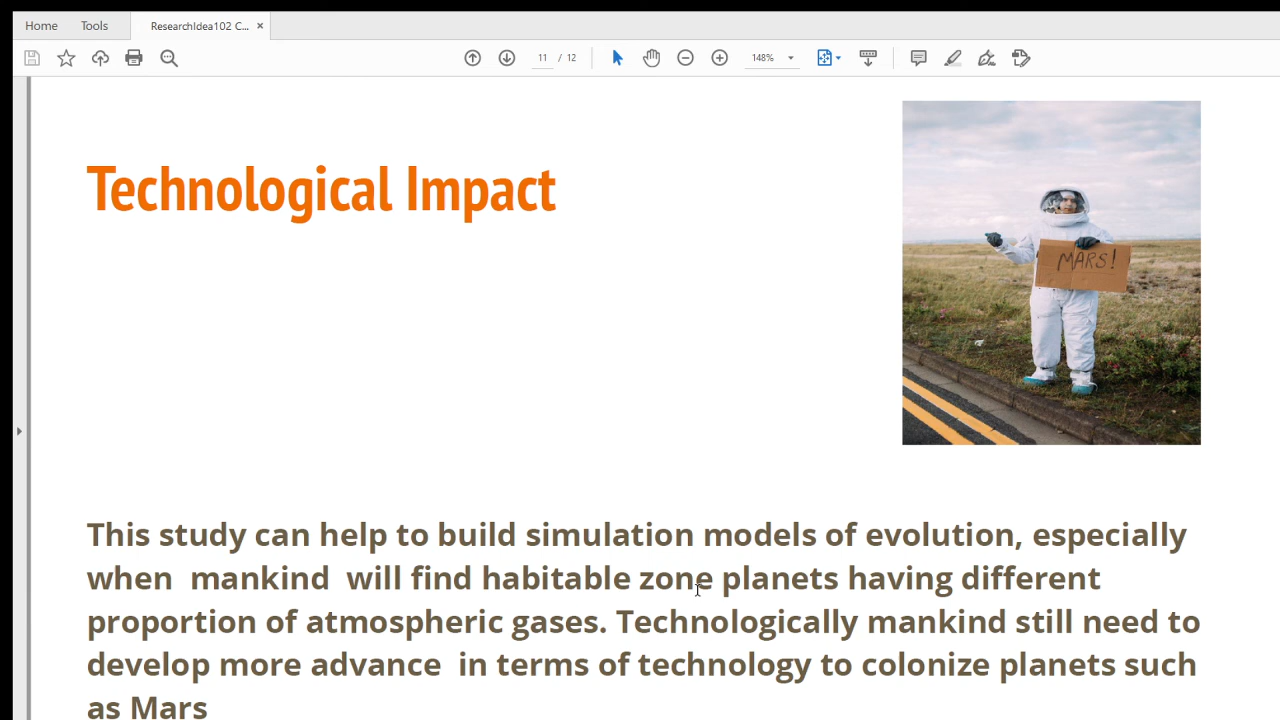 Home Tools ResearchIdea102 C... ×
11 / 12 148%
Technological Impact
MARS!
This study can help to build simulation models of evolution, especially
when mankind will find habitable zone planets having different
proportion of atmospheric gases. Technologically mankind still need to
develop more advance in terms of technology to colonize planets such
as Mars